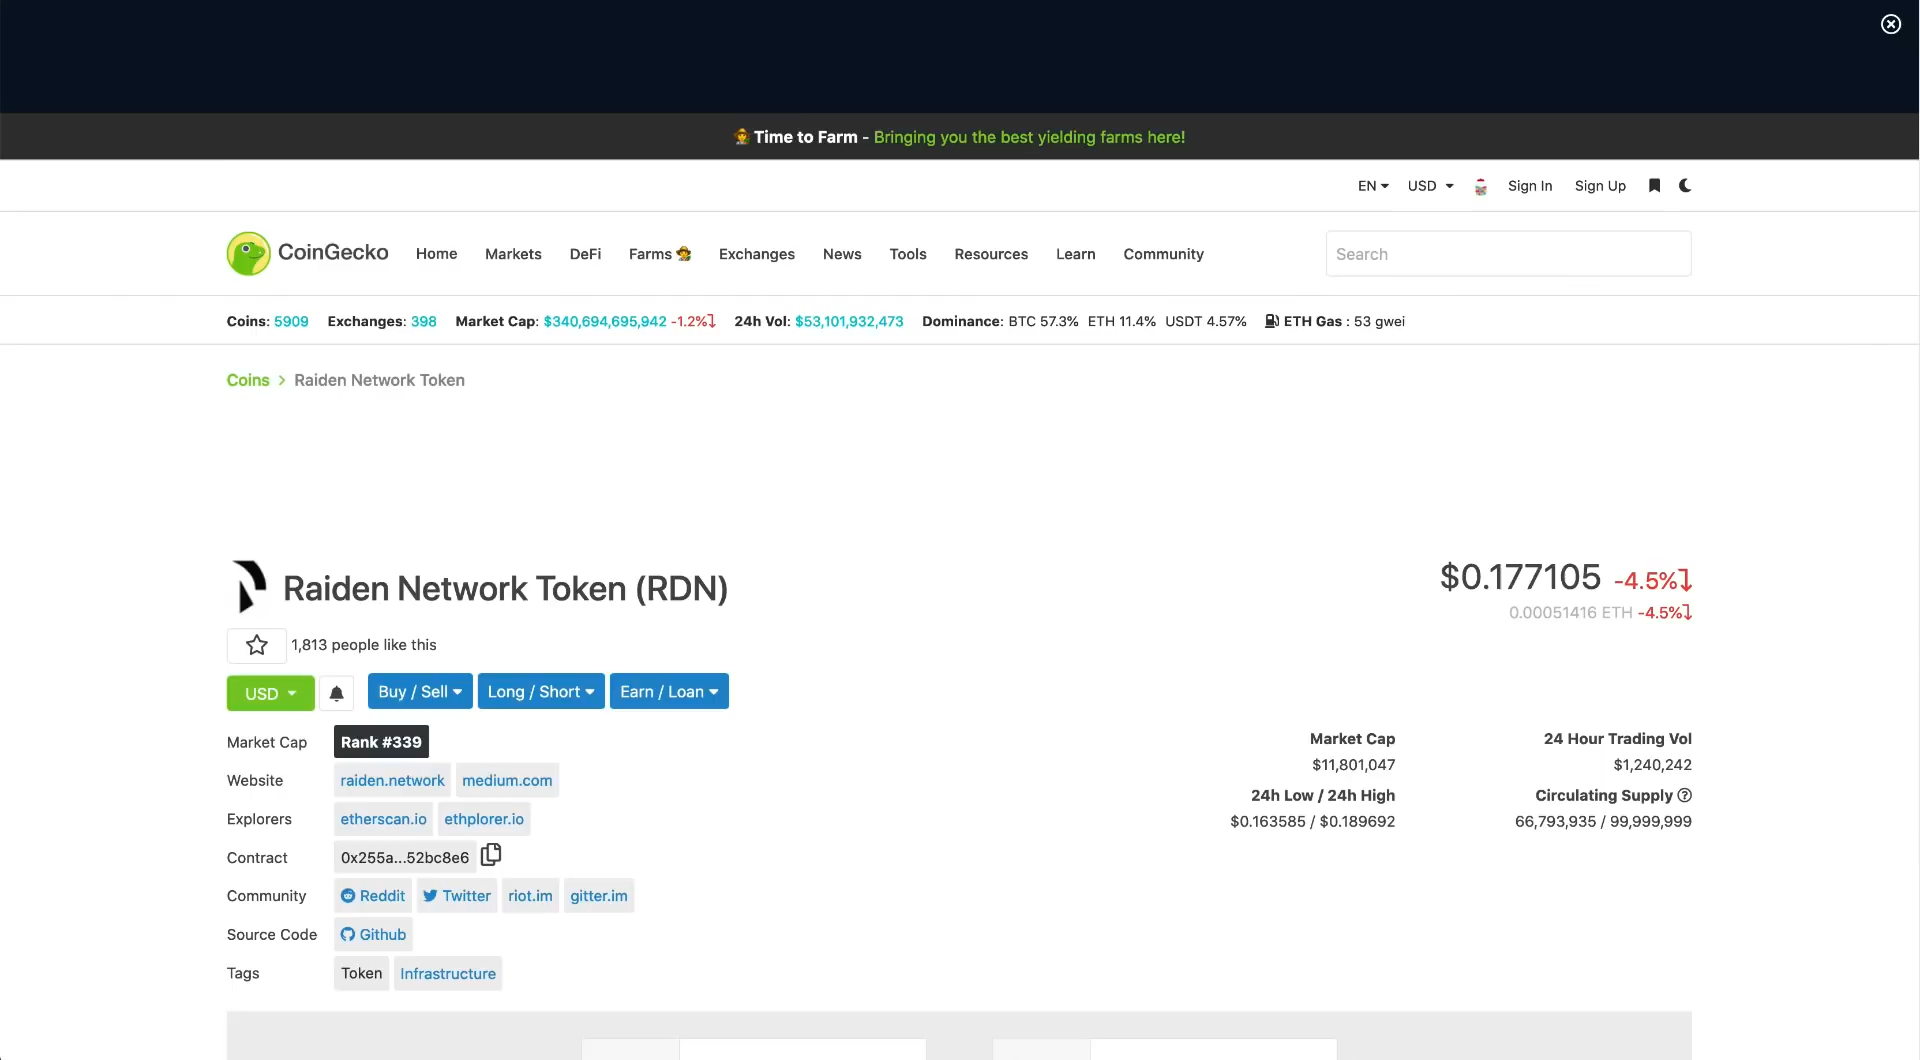 Time to Farm - Bringing you the best yielding farms here!
EN USD Sign In Sign Up
CoinGecko Home Markets DeFi Farms Exchanges News Tools Resources Learn Community Search
Coins: 5909 Exchanges: 398 Market Cap: $340,694,695,942 -1.2% 24h Vol: $53,101,932,473 Dominance: BTC 57.3% ETH 11.4% USDT 4.57% ETH Gas : 53 gwei
Coins > Raiden Network Token
Raiden Network Token (RDN)
$0.177105 -4.5%
0.00051416 ETH -4.5%
1,813 people like this
USD Buy / Sell Long / Short Earn / Loan
Market Cap Rank #339
Website raiden.network medium.com
Explorers etherscan.io ethplorer.io
Contract 0x255a...52bc8e6
Community Reddit Twitter riot.im gitter.im
Source Code Github
Tags Token Infrastructure
Market Cap 24 Hour Trading Vol
$11,801,047 $1,240,242
24h Low / 24h High Circulating Supply
$0.163585 / $0.189692 66,793,935 / 99,999,999